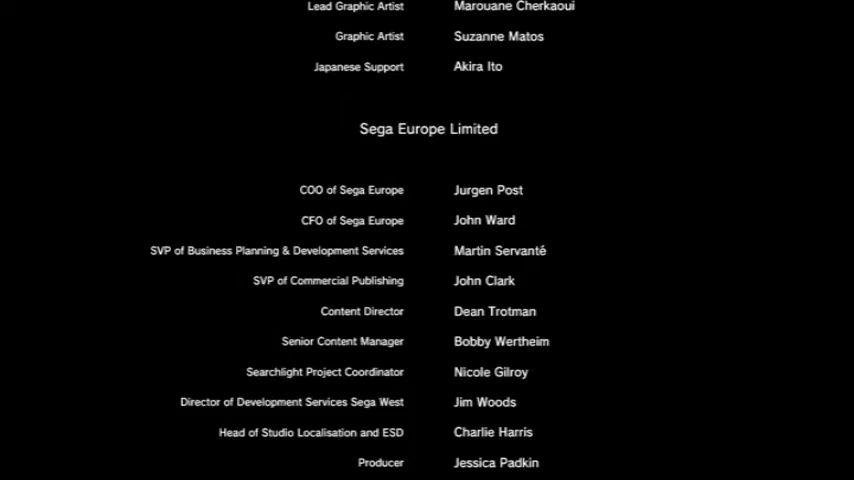 Lead Graphic Artist Marouane Cherkaoui
Graphic Artist Suzanne Matos
Japanese Support Akira Ito
Sega Europe Limited
COO of Sega Europe Jurgen Post
CFO of Sega Europe John Ward
SVP of Business Planning & Development Services Martin Servanté
SVP of Commercial Publishing John Clark
Content Director Dean Trotman
Senior Content Manager Bobby Wertheim
Searchlight Project Coordinator Nicole Gilroy
Director of Development Services Sega West Jim Woods
Head of Studio Localisation and ESD Charlie Harris
Producer Jessica Padkin